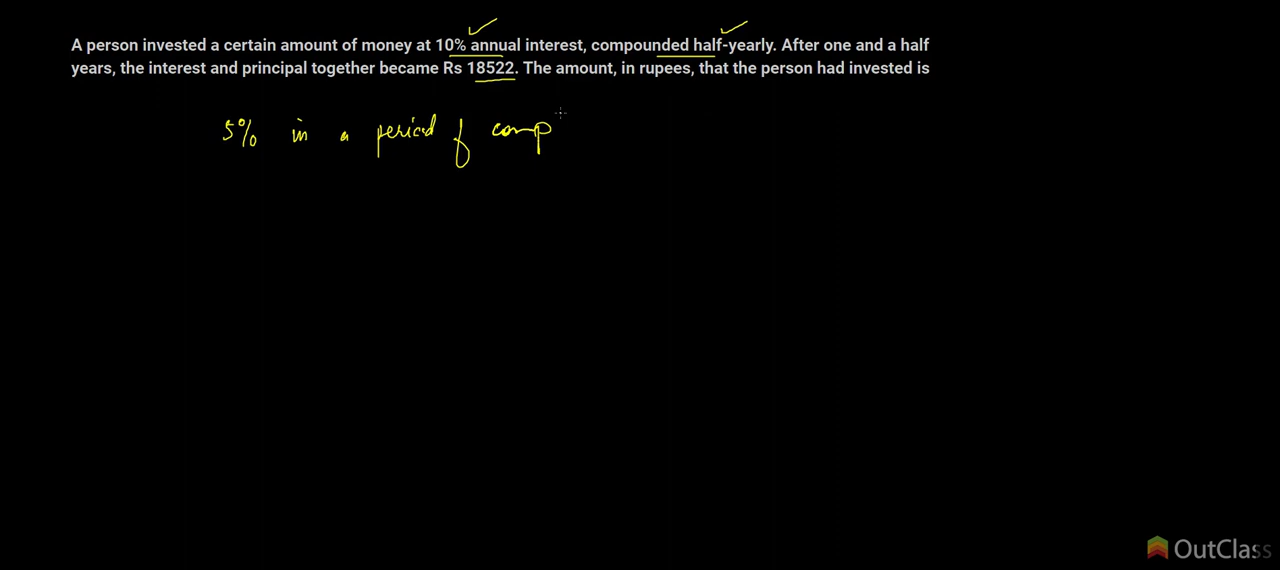 A person invested a certain amount of money at 10% annual interest, compounded half-yearly. After one and a half
years, the interest and principal together became Rs 18522. The amount, in rupees, that the person had invested is
5% in a period of comp
OutClass